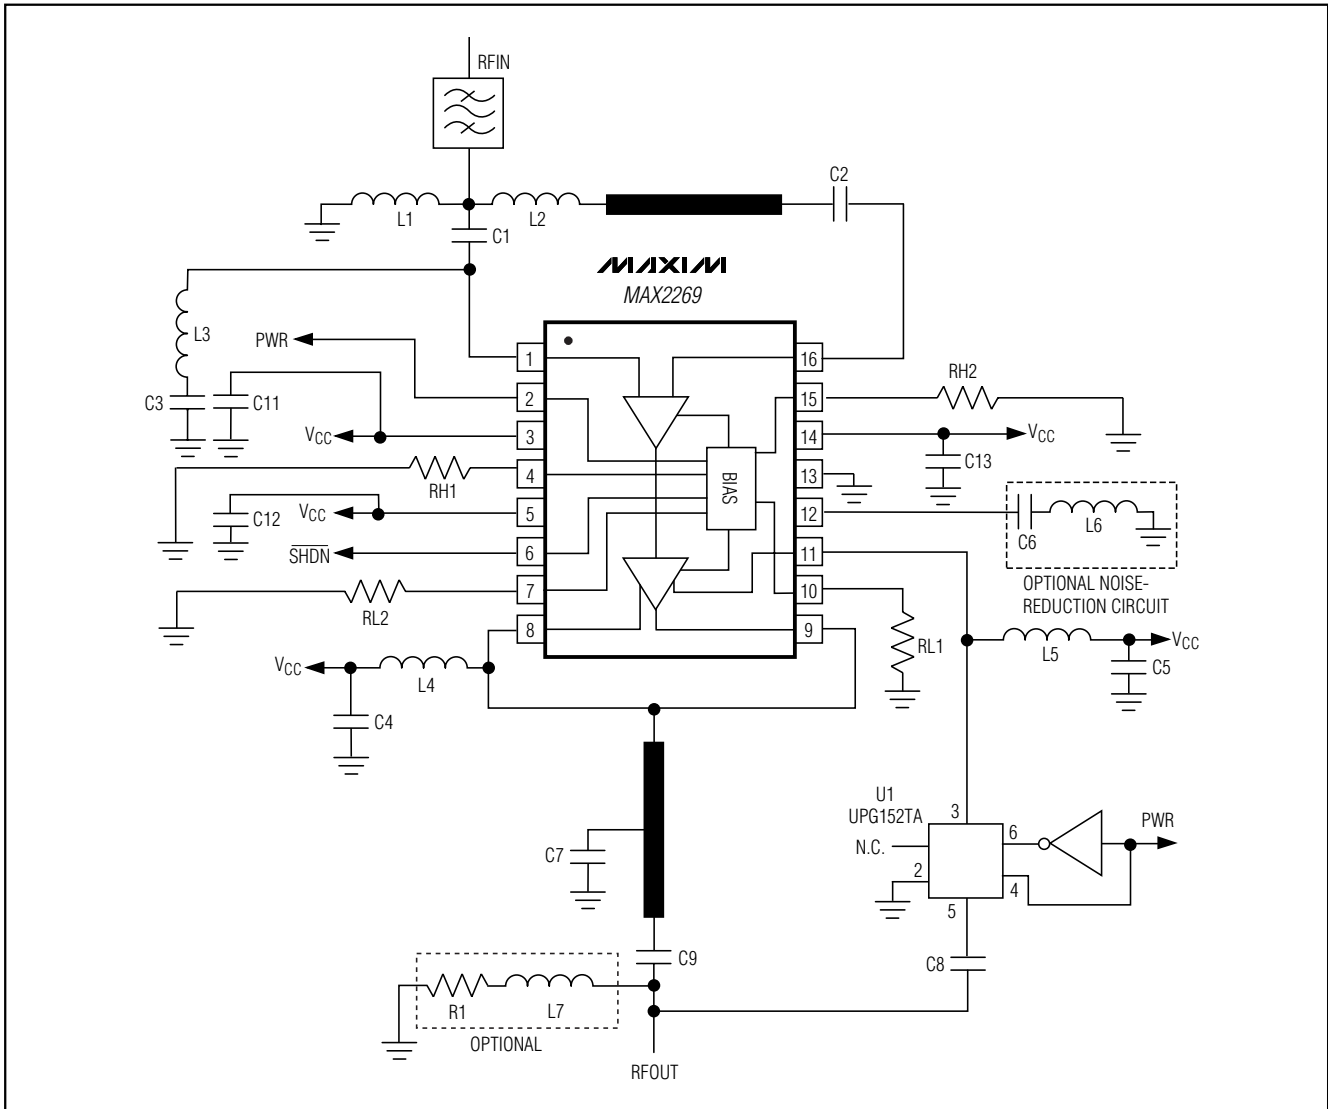 RFIN
C2
L1
L2
C1
MAXIM
MAX2269
L3
PWR
1
16
RH2
C3
C11
2
15
VCC
3
14
VCC
C13
RH1
4
BIAS
13
C12
VCC
5
12
C6
L6
SHDN
6
11
OPTIONAL NOISE-
REDUCTION CIRCUIT
RL2
7
10
8
9
RL1
VCC
L4
L5
VCC
C5
C4
U1
UPG152TA
3
PWR
6
N.C.
C7
2
4
5
C9
C8
R1
L7
OPTIONAL
RFOUT